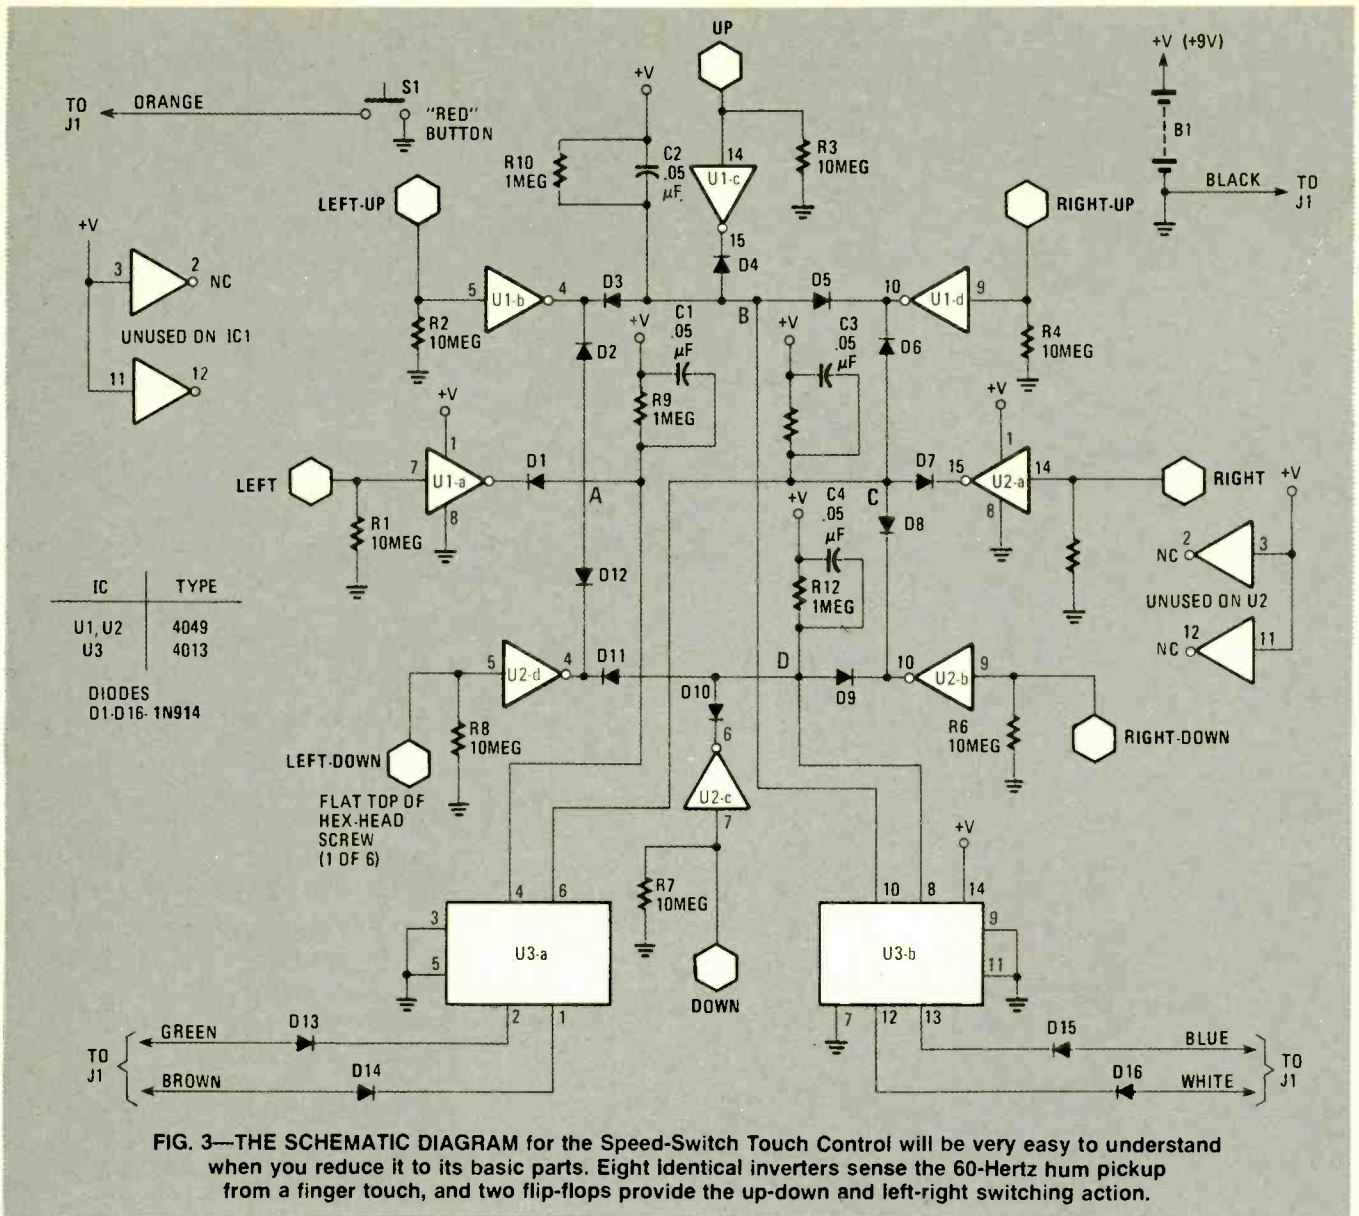 UP
+V
+V (+9V)
TO J1
ORANGE
S1
"RED" BUTTON
B1
BLACK
TO J1
R10 1MEG
C2 .05 µF
14
U1-c
15
R3 10MEG
D4
LEFT-UP
RIGHT-UP
+V
3
2
NC
UNUSED ON IC1
11
12
5
U1-b
4
D3
B
D5
10
U1-d
9
R2 10MEG
D2
+V
C1 .05 µF
R9 1MEG
+V
C3 .05 µF
D6
R4 10MEG
LEFT
+V
7
1
U1-a
8
D1
A
R1 10MEG
C
D7
15
+V
1
U2-a
14
8
RIGHT
+V
2
NC
3
UNUSED ON U2
12
NC
11
D12
+V
C4 .05 µF
R12 1MEG
D8
IC TYPE
U1, U2 4049
U3 4013
DIODES
D1-D16- 1N914
5
U2-d
4
D11
D10
D
D9
10
U2-b
9
R8 10MEG
R6 10MEG
LEFT-DOWN
RIGHT-DOWN
FLAT TOP OF
HEX-HEAD
SCREW
(1 OF 6)
6
U2-c
7
R7 10MEG
DOWN
4
6
3
5
U3-a
2
1
+V
10
8
14
9
11
U3-b
7
12
13
TO J1
GREEN
D13
BROWN
D14
D15
BLUE
D16
WHITE
TO J1
FIG. 3—THE SCHEMATIC DIAGRAM for the Speed-Switch Touch Control will be very easy to understand
when you reduce it to its basic parts. Eight identical inverters sense the 60-Hertz hum pickup
from a finger touch, and two flip-flops provide the up-down and left-right switching action.